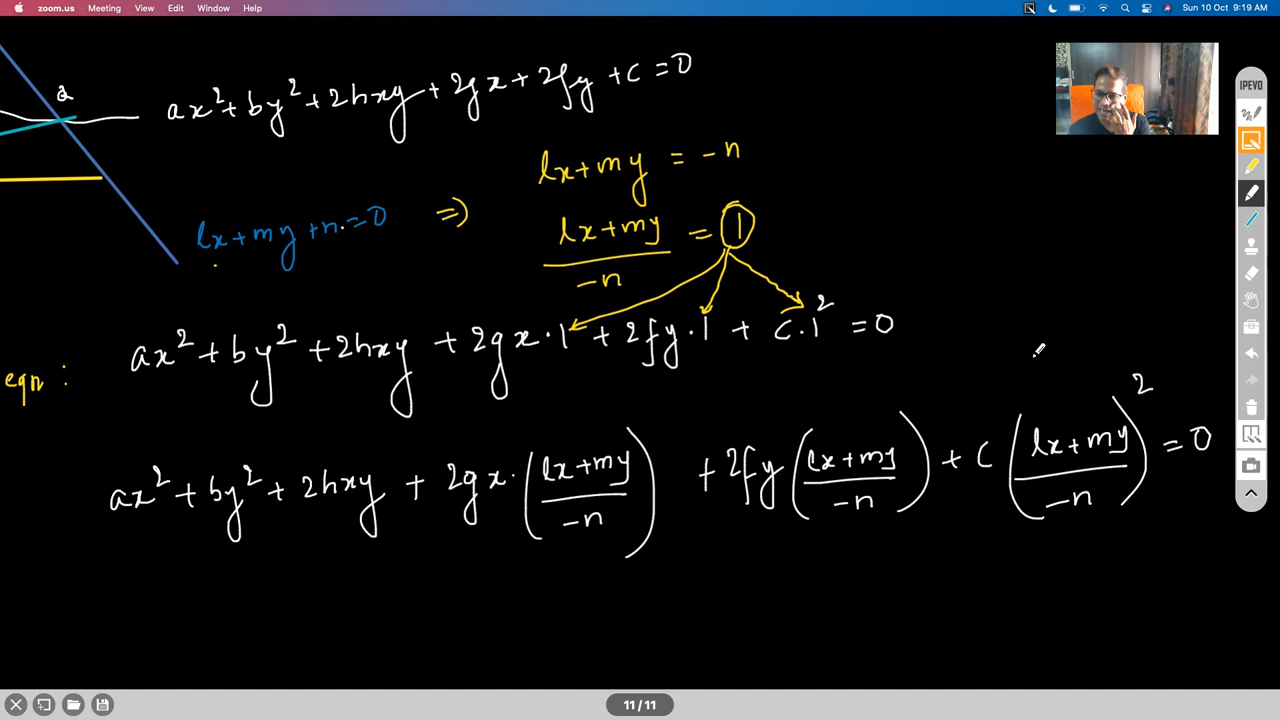 zoom.us Meeting View Edit Window Help Sun 10 Oct 9:19 AM
IPEVO
2
ax²+by²+2hxy+2gx+2fy+c=0
lx+my = -n
lx+my+n=0 ⇒ (lx+my)/(-n) = 1
eqn : ax²+by²+2hxy+2gx·1+2fy·1+c·1²=0
ax²+by²+2hxy+2gx·((lx+my)/(-n))+2fy((lx+my)/(-n))+c((lx+my)/(-n))²=0
11/11